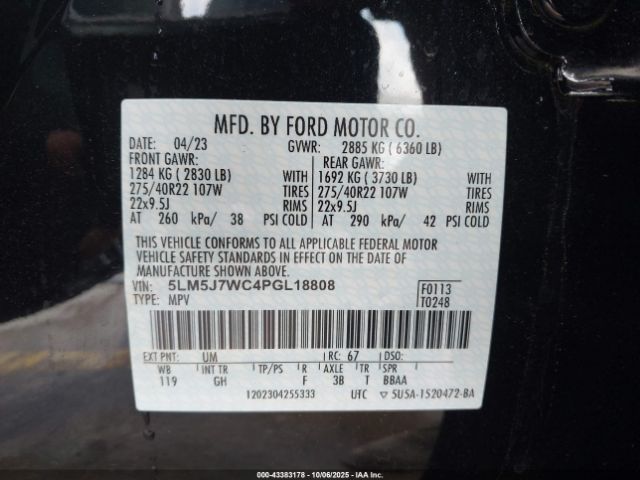 MFD. BY FORD MOTOR CO.
DATE: 04/23 GVWR: 2885 KG ( 6360 LB)
FRONT GAWR: REAR GAWR:
1284 KG ( 2830 LB) WITH 1692 KG ( 3730 LB) WITH
275/40R22 107W TIRES 275/40R22 107W TIRES
22x9.5J RIMS 22x9.5J RIMS
AT 260 kPa/ 38 PSI COLD AT 290 kPa/ 42 PSI COLD
THIS VEHICLE CONFORMS TO ALL APPLICABLE FEDERAL MOTOR
VEHICLE SAFETY STANDARDS IN EFFECT ON THE DATE OF
MANUFACTURE SHOWN ABOVE.
VIN: 5LM5J7WC4PGL18808 F0113
TYPE: MPV T0248
EXT PNT: UM RC: 67 DSO:
WB INT TR TP/PS R AXLE TR SPR
119 GH F 3B T BBAA
1202304255333 UTC ▽ 5U5A-1520472-BA
000-43383178 - 10/06/2025 - IAA Inc.